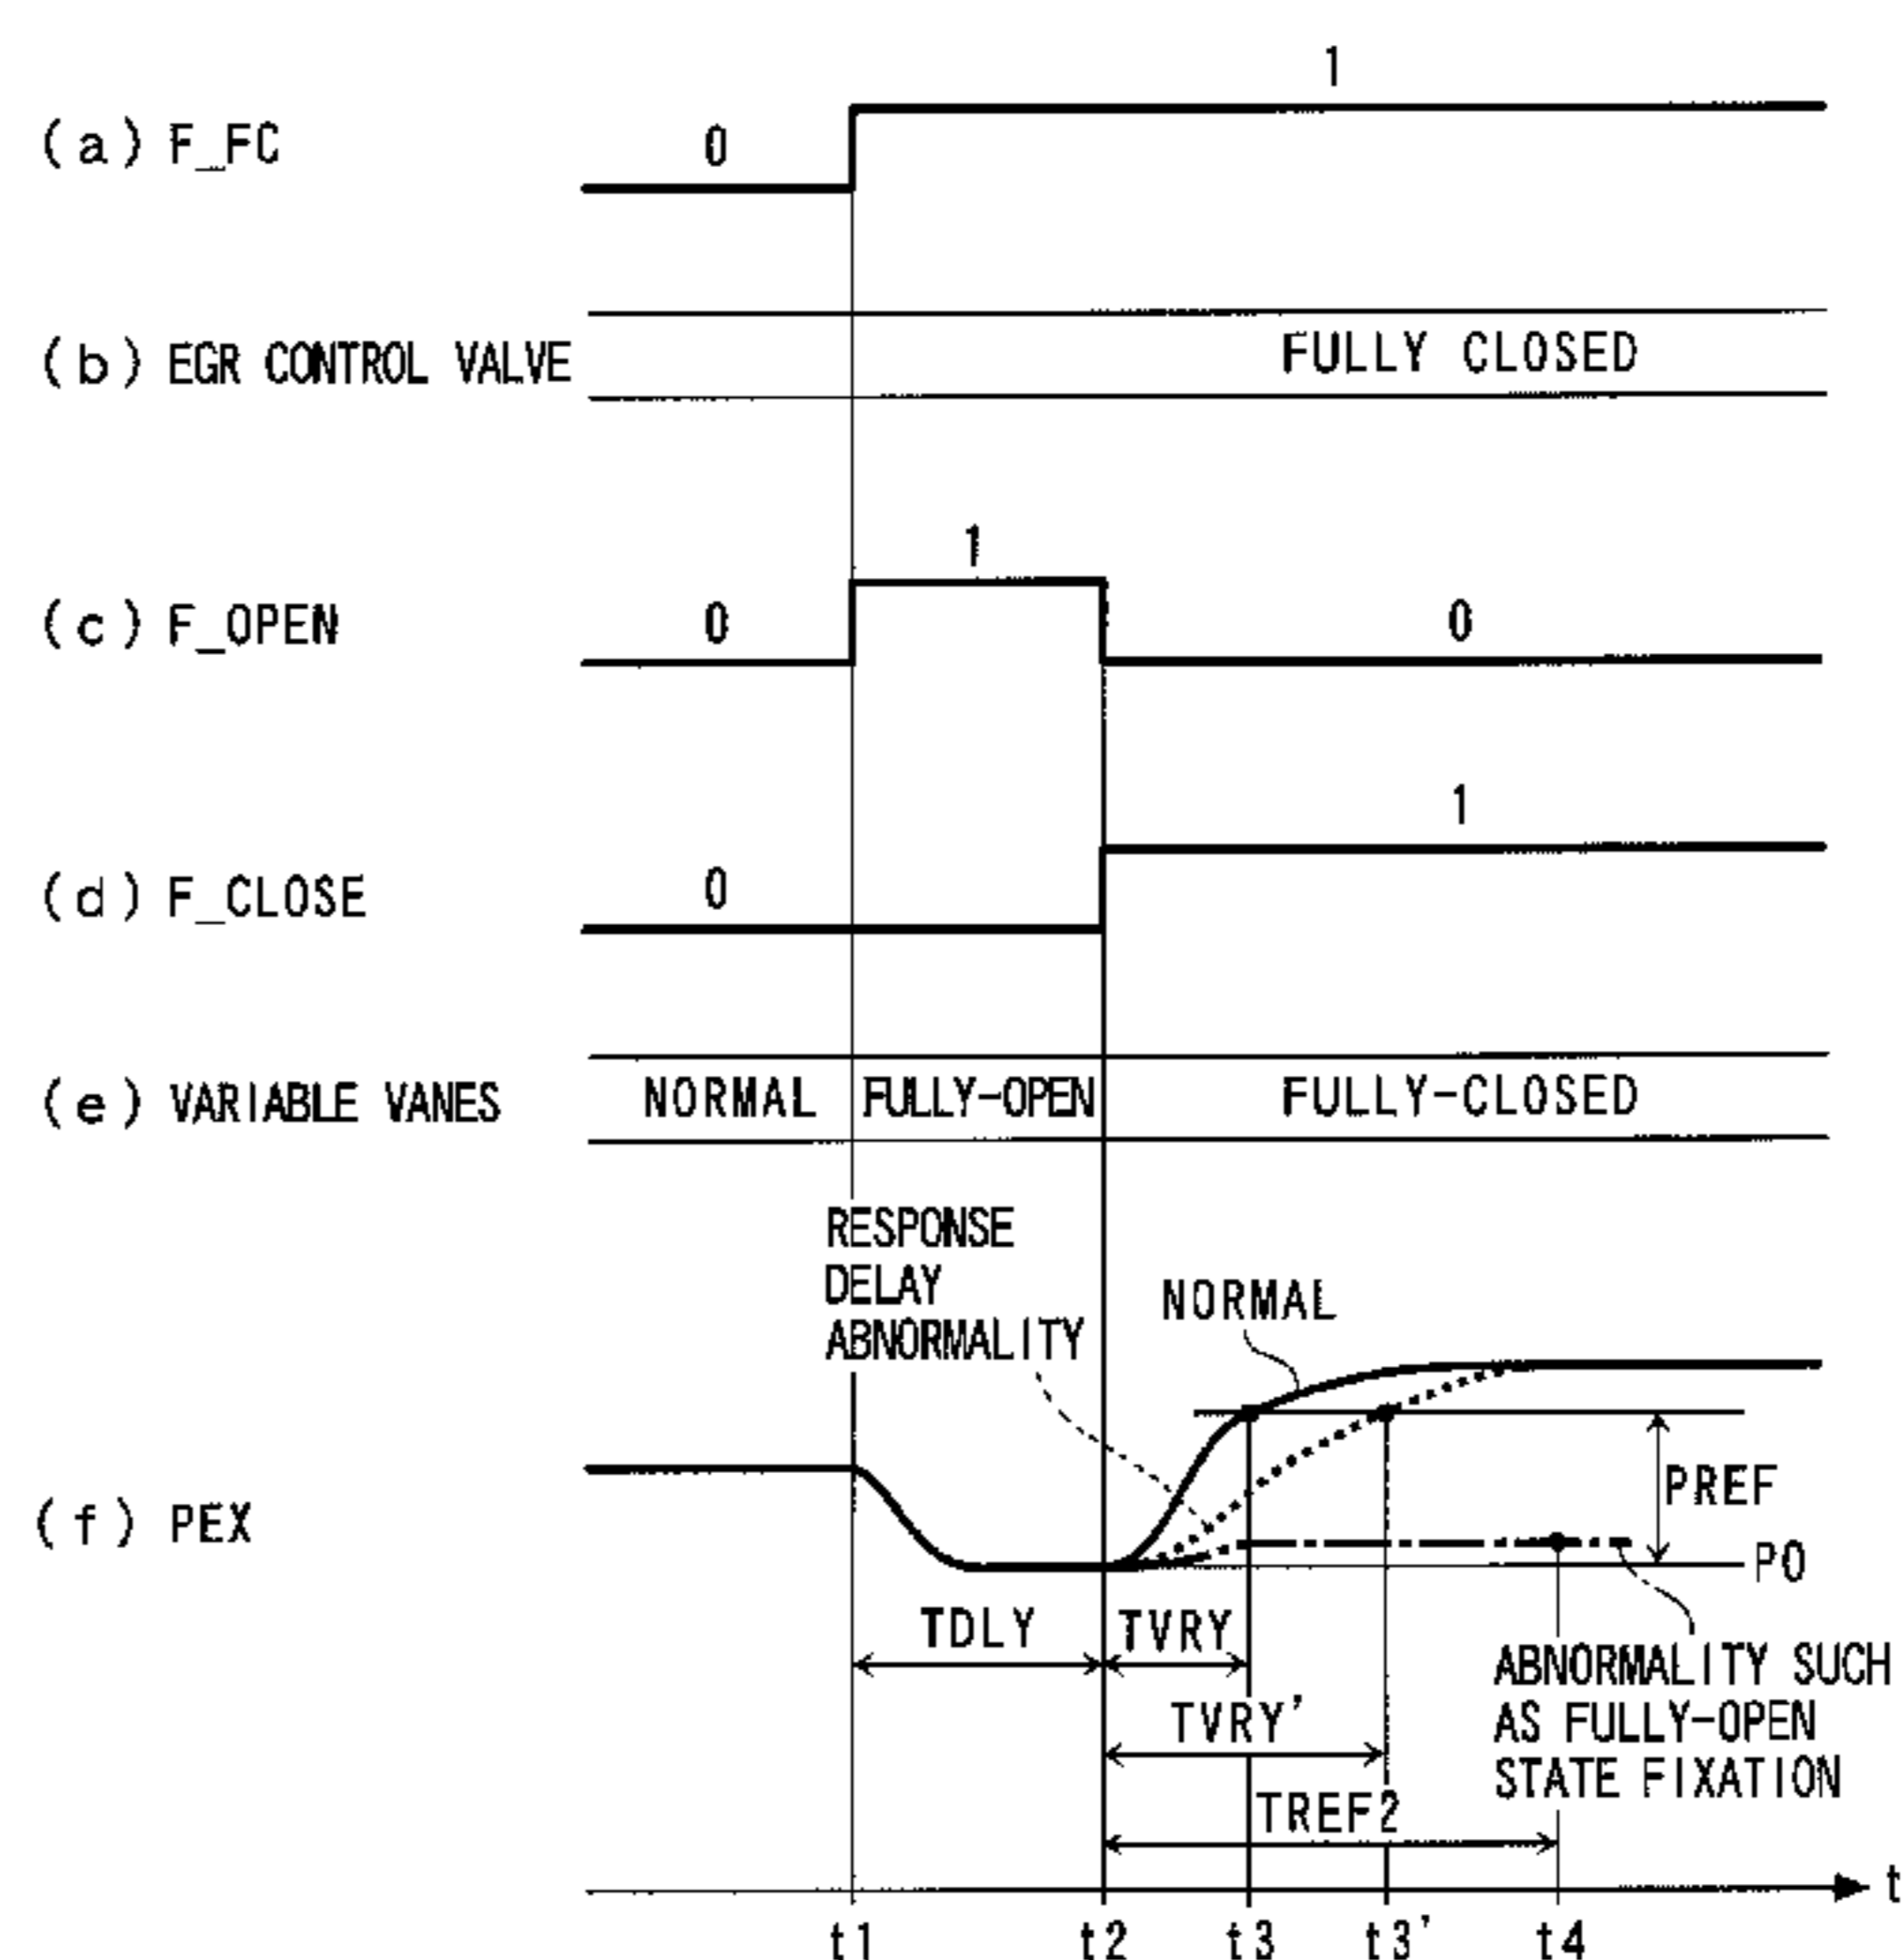 1
(a) F_FC
0
(b) EGR CONTROL VALVE
FULLY CLOSED
1
(c) F_OPEN
0
0
1
(d) F_CLOSE
0
(e) VARIABLE VANES
NORMAL
FULLY-OPEN
FULLY-CLOSED
RESPONSE
DELAY
ABNORMALITY
NORMAL
(f) PEX
PREF
P0
TDLY
TVRY
TVRY'
TREF2
ABNORMALITY SUCH
AS FULLY-OPEN
STATE FIXATION
t
t1
t2
t3
t3'
t4